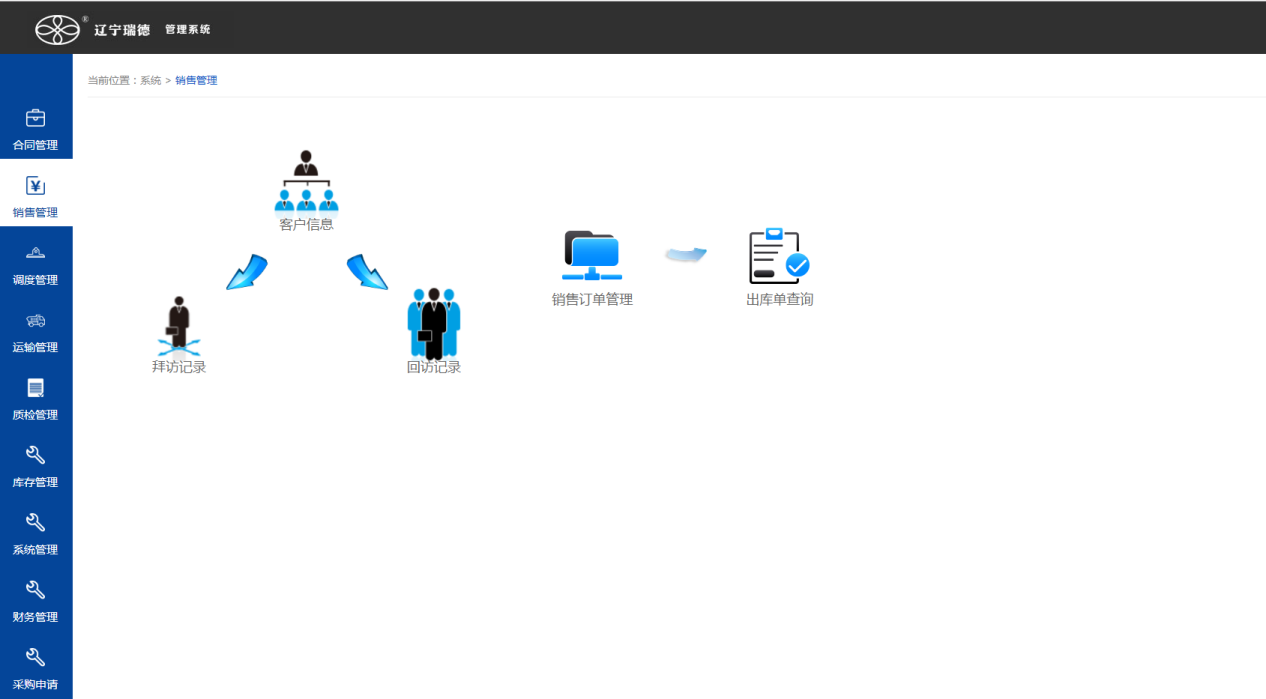 ® 辽宁瑞德 管理系统
当前位置：系统 > 销售管理
合同管理
销售管理
调度管理
运输管理
质检管理
库存管理
系统管理
财务管理
采购申请
客户信息
拜访记录
回访记录
销售订单管理
出库单查询